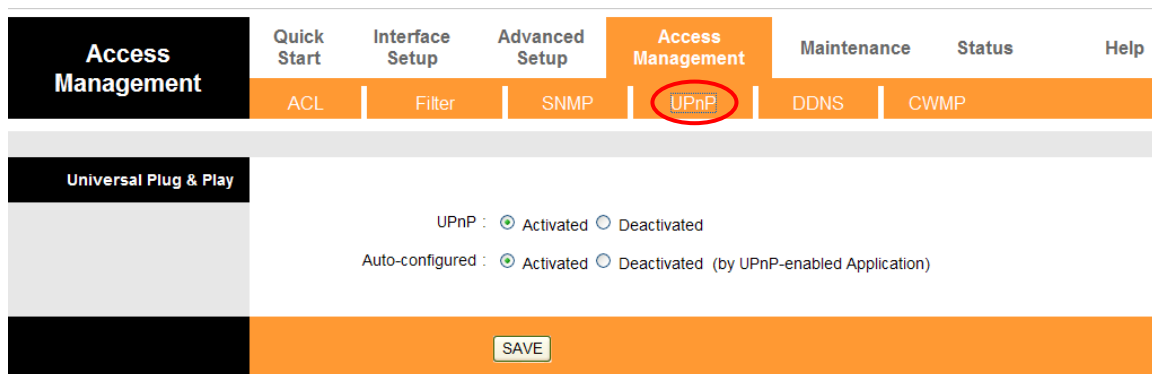 Access Management
Quick Start
Interface Setup
Advanced Setup
Access Management
Maintenance
Status
Help
ACL
Filter
SNMP
UPnP
DDNS
CWMP
Universal Plug & Play
UPnP : Activated Deactivated
Auto-configured : Activated Deactivated (by UPnP-enabled Application)
SAVE